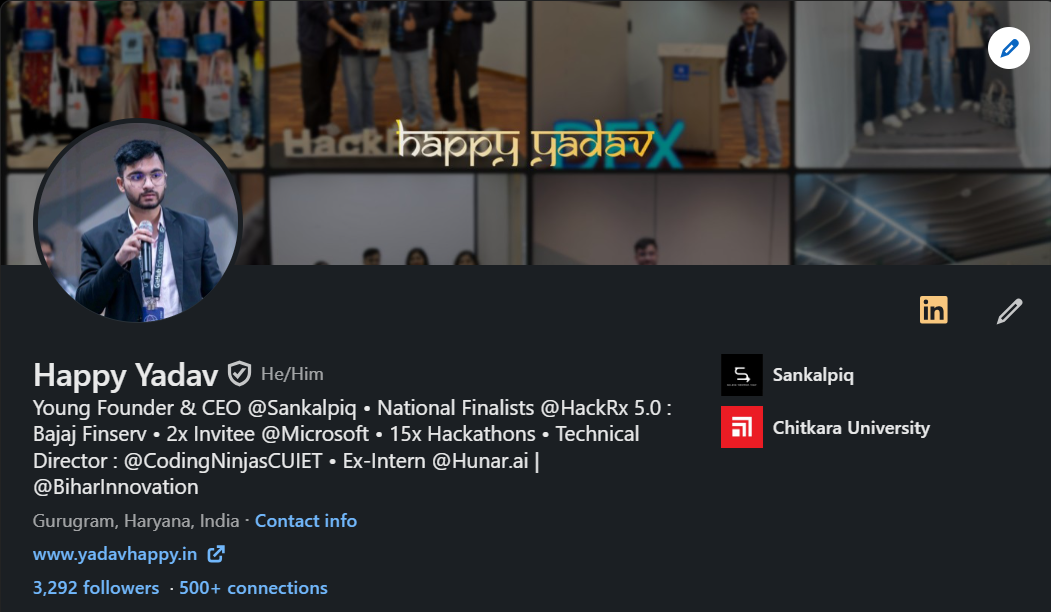 HackR
happy yadav
DEX
Happy Yadav He/Him
Young Founder & CEO @Sankalpiq • National Finalists @HackRx 5.0 :
Bajaj Finserv • 2x Invitee @Microsoft • 15x Hackathons • Technical
Director : @CodingNinjasCUIET • Ex-Intern @Hunar.ai |
@BiharInnovation
Gurugram, Haryana, India · Contact info
www.yadavhappy.in
3,292 followers · 500+ connections
in
Sankalpiq
Chitkara University